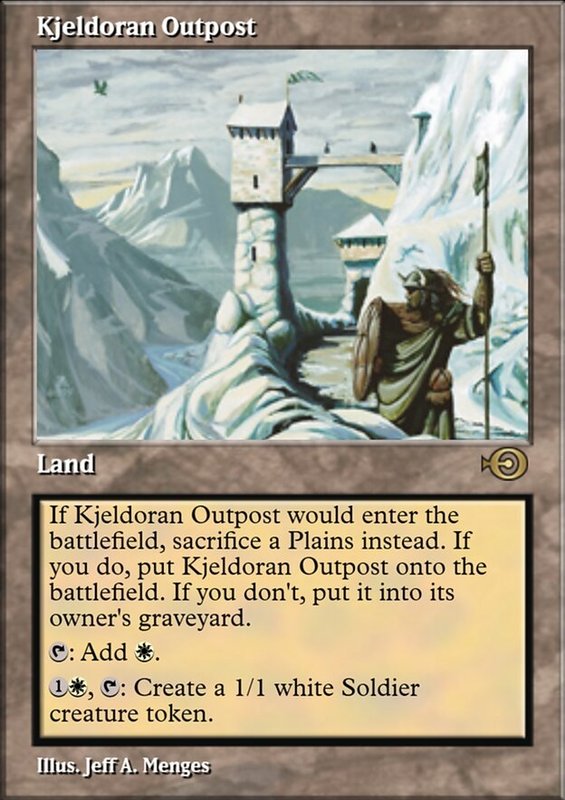 Kjeldoran Outpost
Land
If Kjeldoran Outpost would enter the
battlefield, sacrifice a Plains instead. If
you do, put Kjeldoran Outpost onto the
battlefield. If you don't, put it into its
owner's graveyard.
: Add .
1, : Create a 1/1 white Soldier
creature token.
Illus. Jeff A. Menges